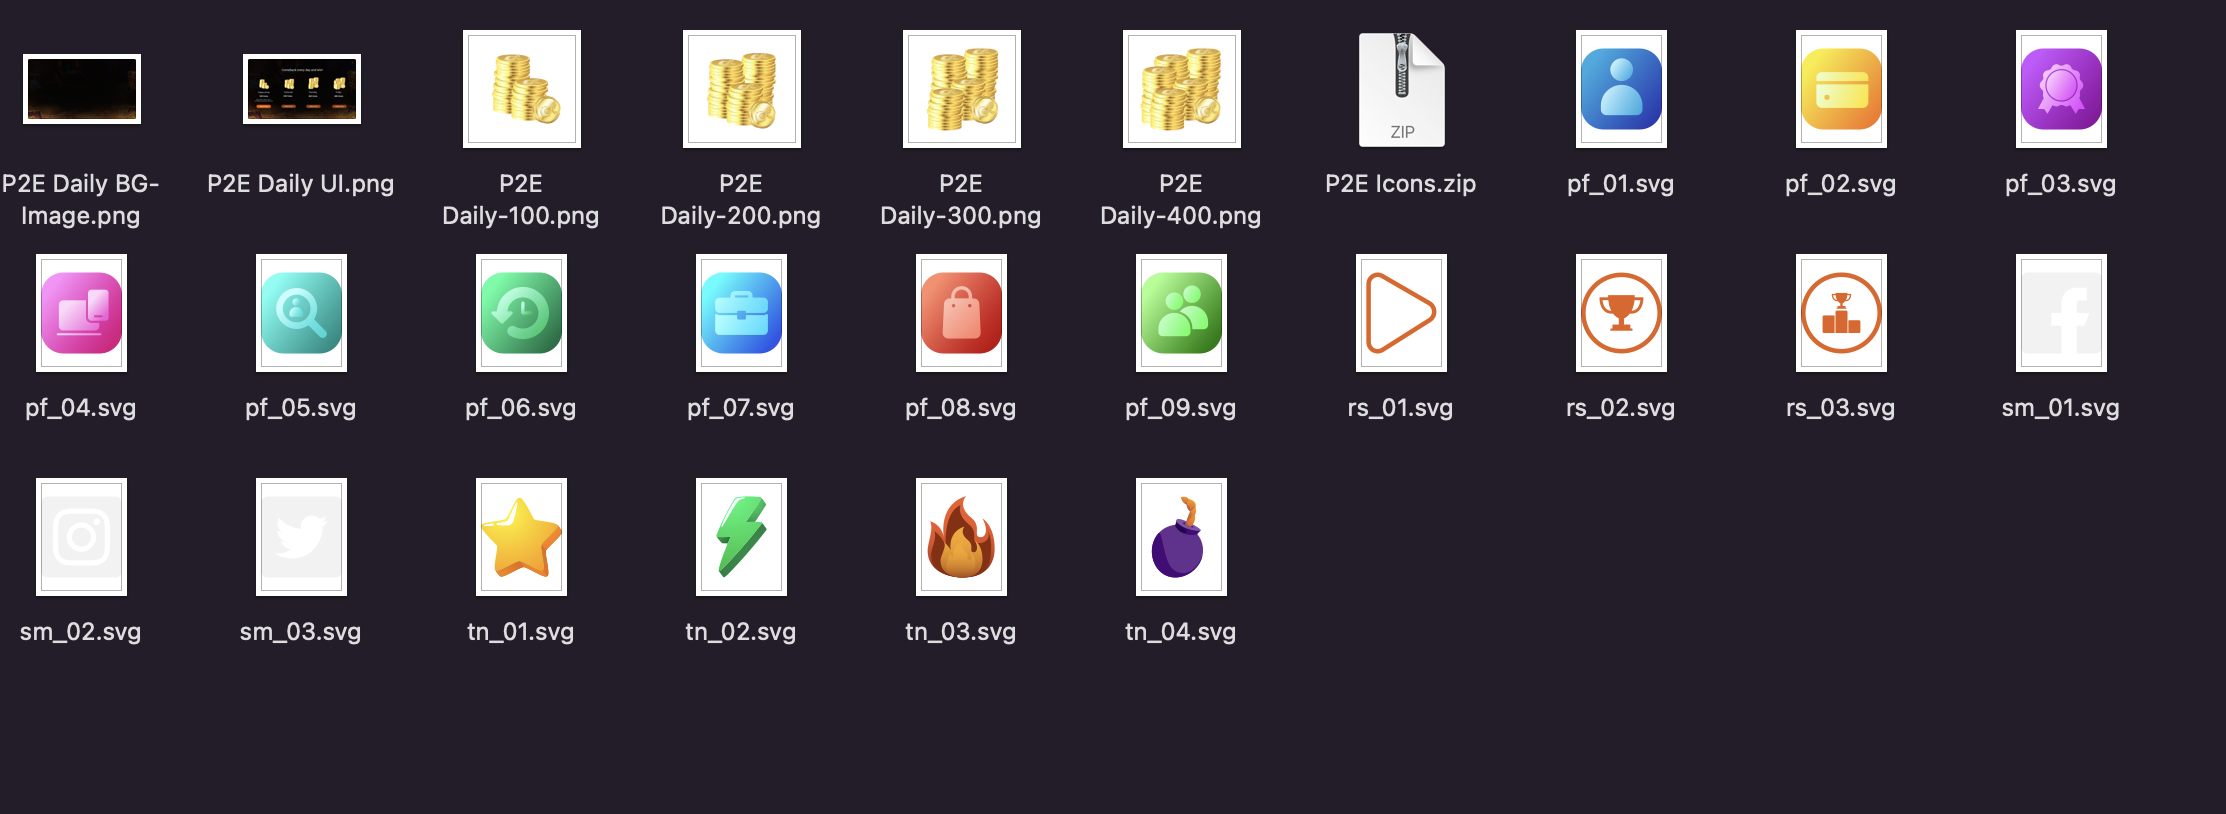 P2E Daily BG-
Image.png
P2E Daily UI.png
P2E
Daily-100.png
P2E
Daily-200.png
P2E
Daily-300.png
P2E
Daily-400.png
ZIP
P2E Icons.zip
pf_01.svg
pf_02.svg
pf_03.svg
pf_04.svg
pf_05.svg
pf_06.svg
pf_07.svg
pf_08.svg
pf_09.svg
rs_01.svg
rs_02.svg
rs_03.svg
sm_01.svg
sm_02.svg
sm_03.svg
tn_01.svg
tn_02.svg
tn_03.svg
tn_04.svg